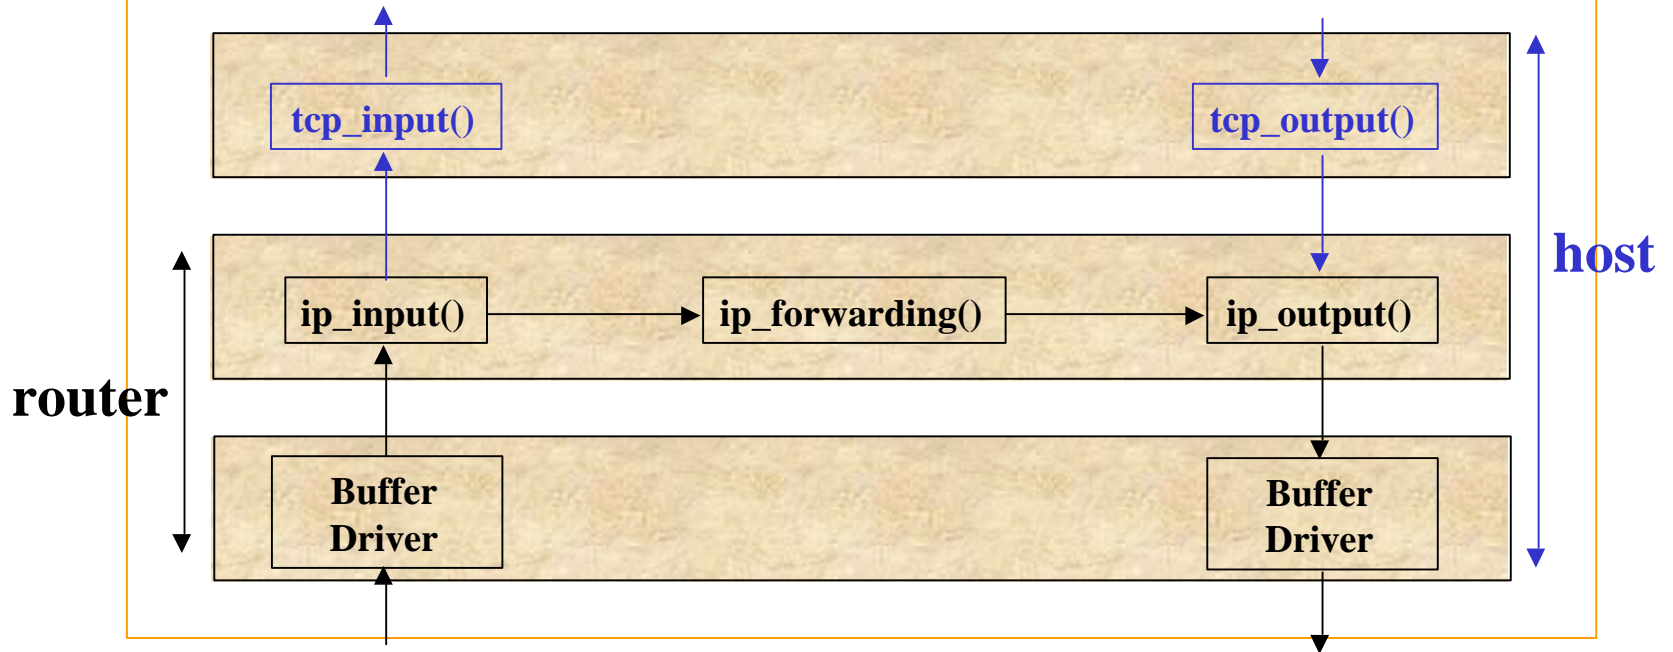 tcp_input()
tcp_output()
host
ip_input()
ip_forwarding()
ip_output()
router
Buffer
Driver
Buffer
Driver